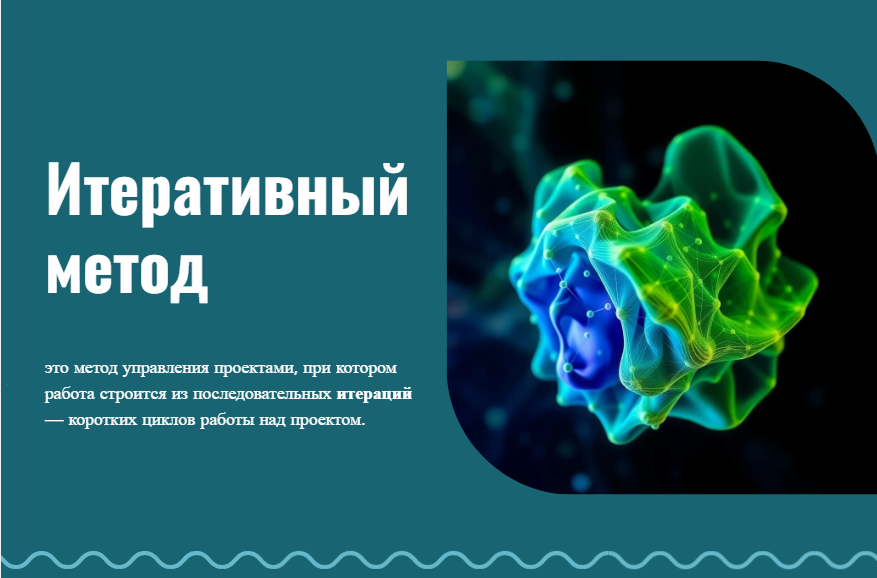 Итеративный
метод
это метод управления проектами, при котором
работа строится из последовательных итераций
— коротких циклов работы над проектом.